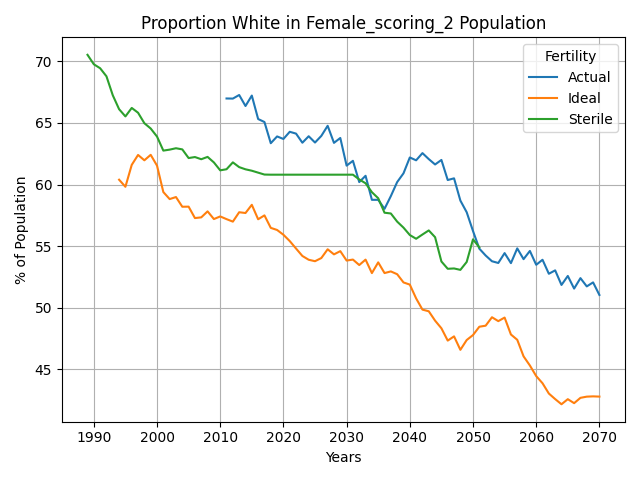 Proportion White in Female_scoring_2 Population
Fertility
Actual
Ideal
Sterile
% of Population
70
65
60
55
50
45
1990 2000 2010 2020 2030 2040 2050 2060 2070
Years